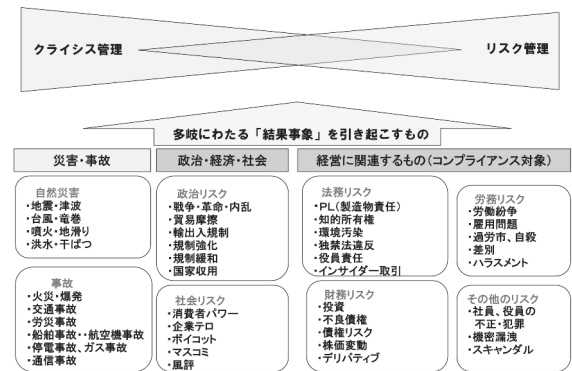 クライシス管理
リスク管理
多岐にわたる「結果事象」を引き起こすもの
災害・事故
政治・経済・社会
経営に関連するもの(コンプライアンス対象)
自然災害
・地震・津波
・台風・竜巻
・噴火・地滑り
・洪水・干ばつ
事故
・火災・爆発
・交通事故
・労災事故
・船舶事故・・航空機事故
・停電事故、ガス事故
・通信事故
政治リスク
・戦争・革命・内乱
・貿易摩擦
・輸出入規制
・規制強化
・規制緩和
・国家収用
社会リスク
・消費者パワー
・企業テロ
・ボイコット
・マスコミ
・風評
法務リスク
・PL(製造物責任)
・知的所有権
・環境汚染
・独禁法違反
・役員責任
・インサイダー取引
財務リスク
・投資
・不良債権
・債権リスク
・株価変動
・デリバティブ
労務リスク
・労働紛争
・雇用問題
・過労市、自殺
・差別
・ハラスメント
その他のリスク
・社員、役員の
不正・犯罪
・機密漏洩
・スキャンダル